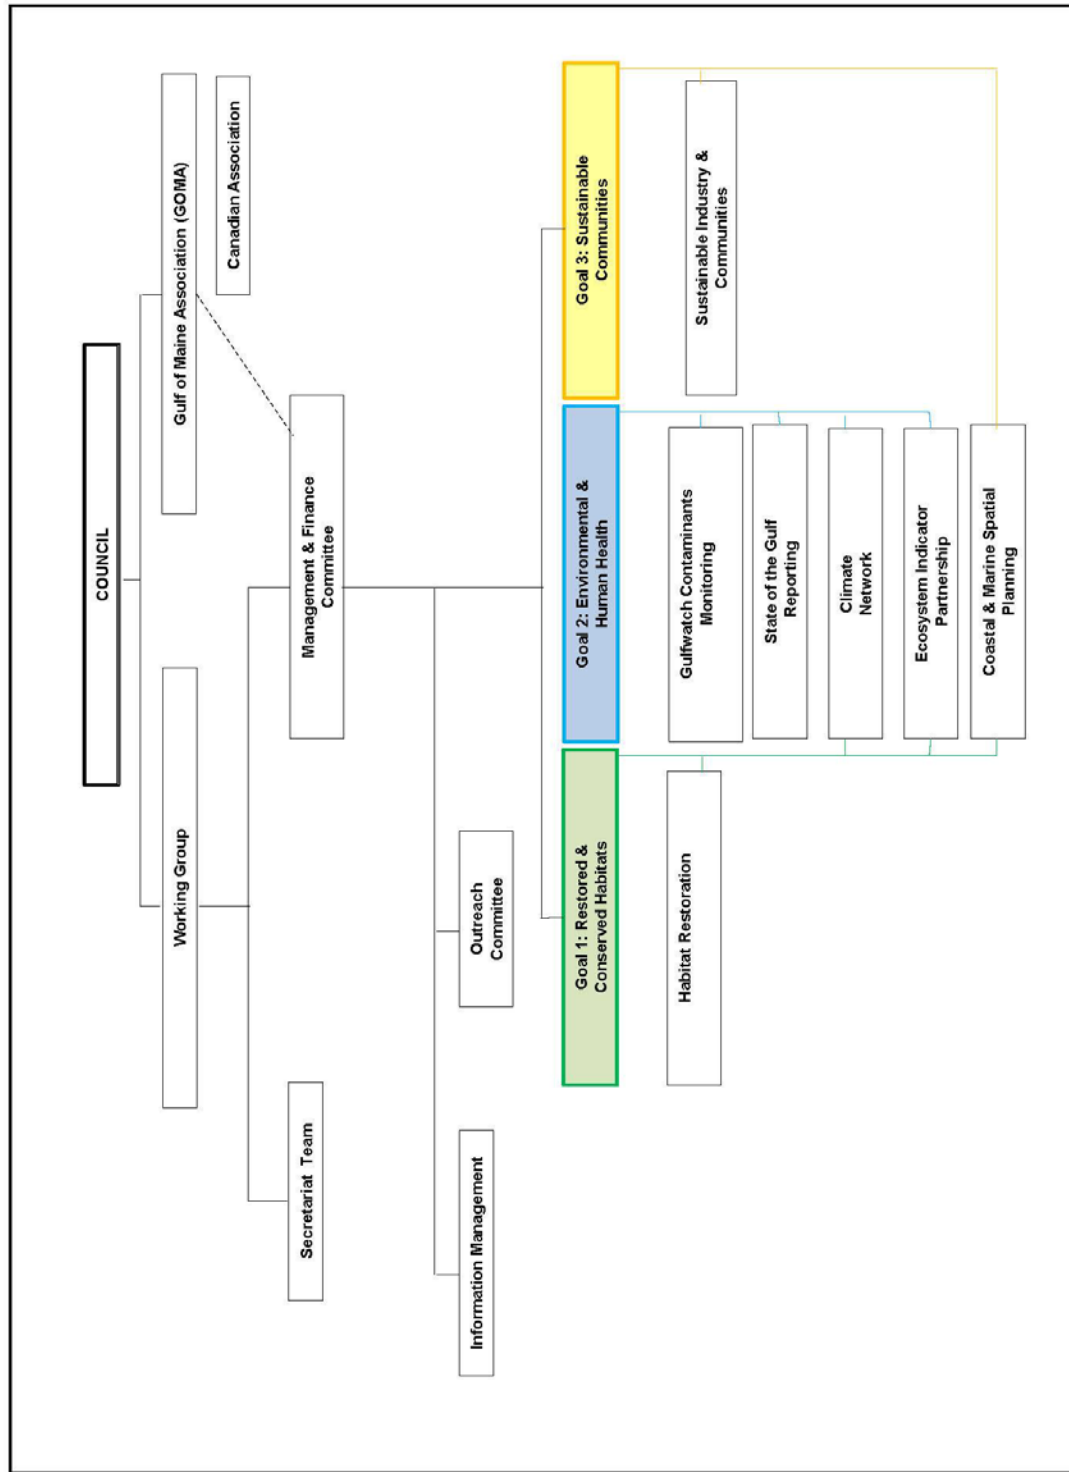 COUNCIL
Working Group
Gulf of Maine Association (GOMA)
Canadian Association
Secretariat Team
Management & Finance
Committee
Information Management
Outreach
Committee
Goal 1: Restored &
Conserved Habitats
Goal 2: Environmental &
Human Health
Goal 3: Sustainable
Communities
Habitat Restoration
Gulfwatch Contaminants
Monitoring
Sustainable Industry &
Communities
State of the Gulf
Reporting
Climate
Network
Ecosystem Indicator
Partnership
Coastal & Marine Spatial
Planning